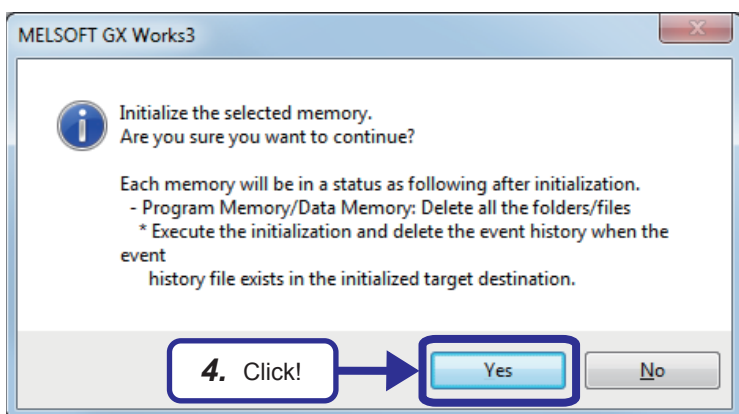 MELSOFT GX Works3
Initialize the selected memory.
Are you sure you want to continue?
Each memory will be in a status as following after initialization.
- Program Memory/Data Memory: Delete all the folders/files
* Execute the initialization and delete the event history when the
event
history file exists in the initialized target destination.
4. Click!
Yes
No